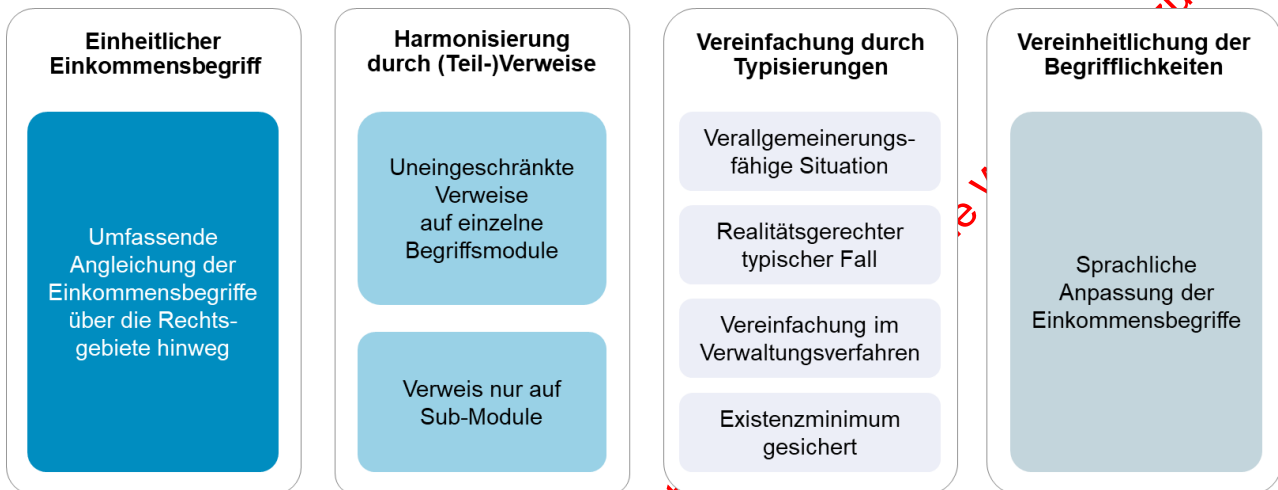 Einheitlicher
Einkommensbegriff
Umfassende
Angleichung der
Einkommensbegriffe
über die Rechts-
gebiete hinweg
Harmonisierung
durch (Teil-)Verweise
Uneingeschränkte
Verweise
auf einzelne
Begriffsmodule
Verweis nur auf
Sub-Module
Vereinfachung durch
Typisierungen
Verallgemeinerungs-
fähige Situation
Realitätsgerechter
typischer Fall
Vereinfachung im
Verwaltungsverfahren
Existenzminimum
gesichert
Vereinheitlichung der
Begrifflichkeiten
Sprachliche
Anpassung der
Einkommensbegriffe